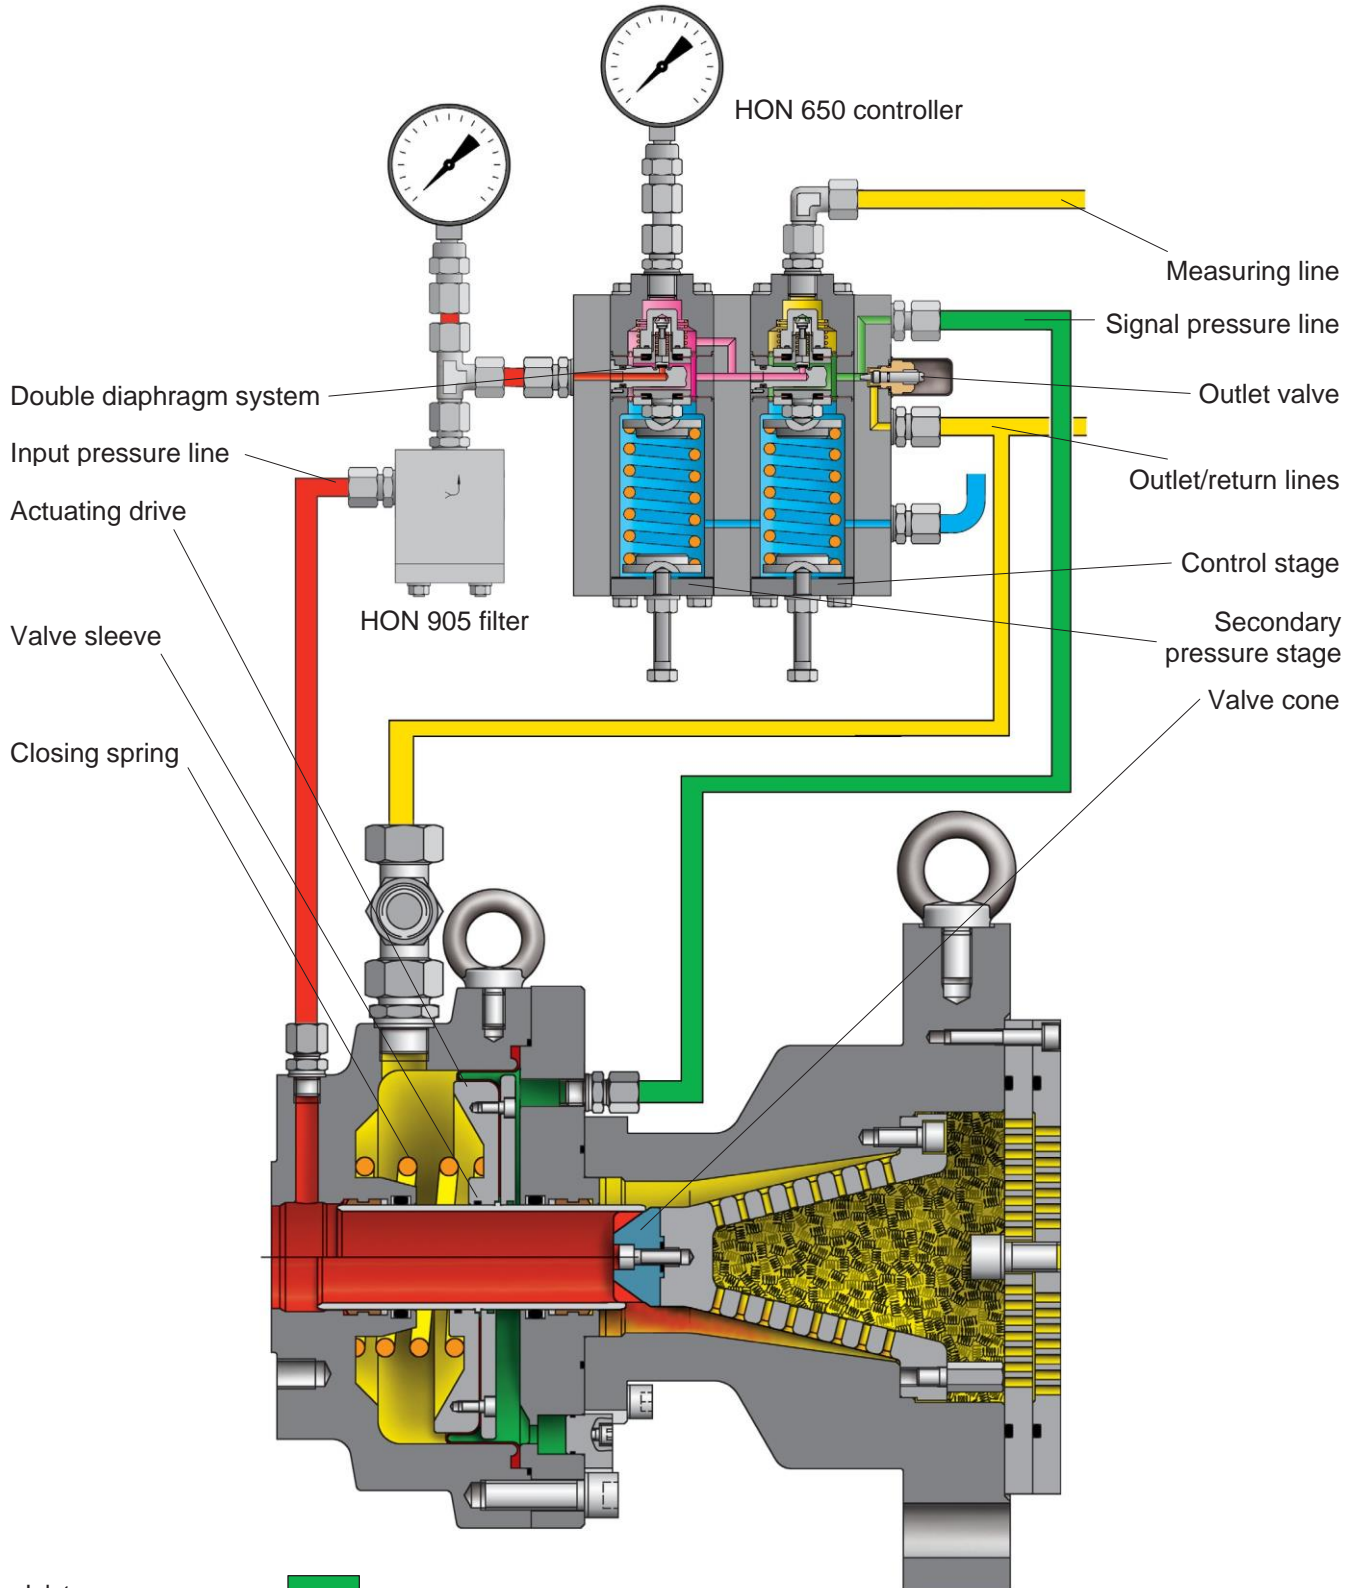 HON 650 controller
Measuring line
Signal pressure line
Double diaphragm system
Outlet valve
Input pressure line
Outlet/return lines
Actuating drive
Control stage
HON 905 filter
Secondary
pressure stage
Valve sleeve
Valve cone
Closing spring